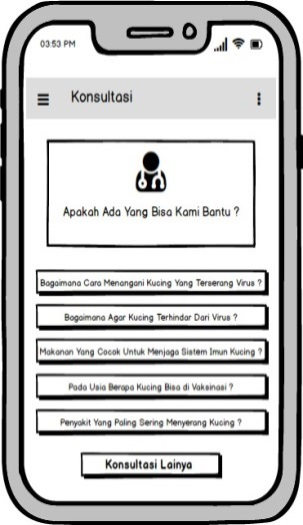 03:53 PM
Konsultasi
Apakah Ada Yang Bisa Kami Bantu ?
Bagaimana Cara Menangani Kucing Yang Terserang Virus ?
Bagaimana Agar Kucing Terhindar Dari Virus ?
Makanan Yang Cocok Untuk Menjaga Sistem Imun Kucing ?
Pada Usia Berapa Kucing Bisa di Vaksinasi ?
Penyakit Yang Paling Sering Menyerang Kucing ?
Konsultasi Lainya